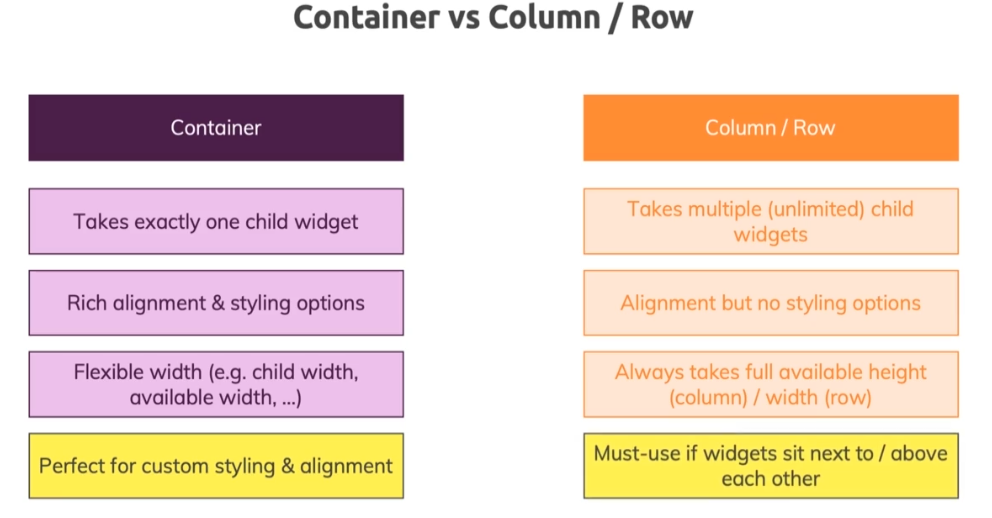 Container vs Column / Row
Container
Column / Row
Takes exactly one child widget
Takes multiple (unlimited) child
widgets
Rich alignment & styling options
Alignment but no styling options
Flexible width (e.g. child width,
available width, ...)
Always takes full available height
(column) / width (row)
Perfect for custom styling & alignment
Must-use if widgets sit next to / above
each other